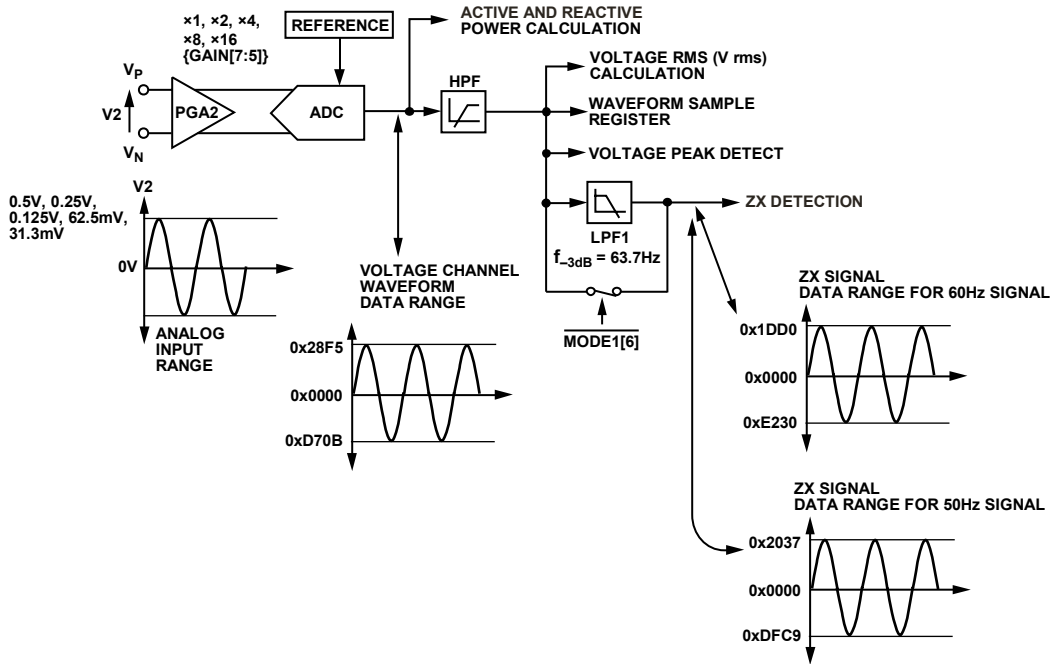 ×1, ×2, ×4,
×8, ×16
{GAIN[7:5]}
REFERENCE
ACTIVE AND REACTIVE
POWER CALCULATION
VP
V2
VN
PGA2
ADC
HPF
VOLTAGE RMS (V rms)
CALCULATION
WAVEFORM SAMPLE
REGISTER
VOLTAGE PEAK DETECT
ZX DETECTION
LPF1
f–3dB = 63.7Hz
MODE1[6]
V2
0.5V, 0.25V,
0.125V, 62.5mV,
31.3mV
0V
ANALOG
INPUT
RANGE
VOLTAGE CHANNEL
WAVEFORM
DATA RANGE
0x28F5
0x0000
0xD70B
ZX SIGNAL
DATA RANGE FOR 60Hz SIGNAL
0x1DD0
0x0000
0xE230
ZX SIGNAL
DATA RANGE FOR 50Hz SIGNAL
0x2037
0x0000
0xDFC9